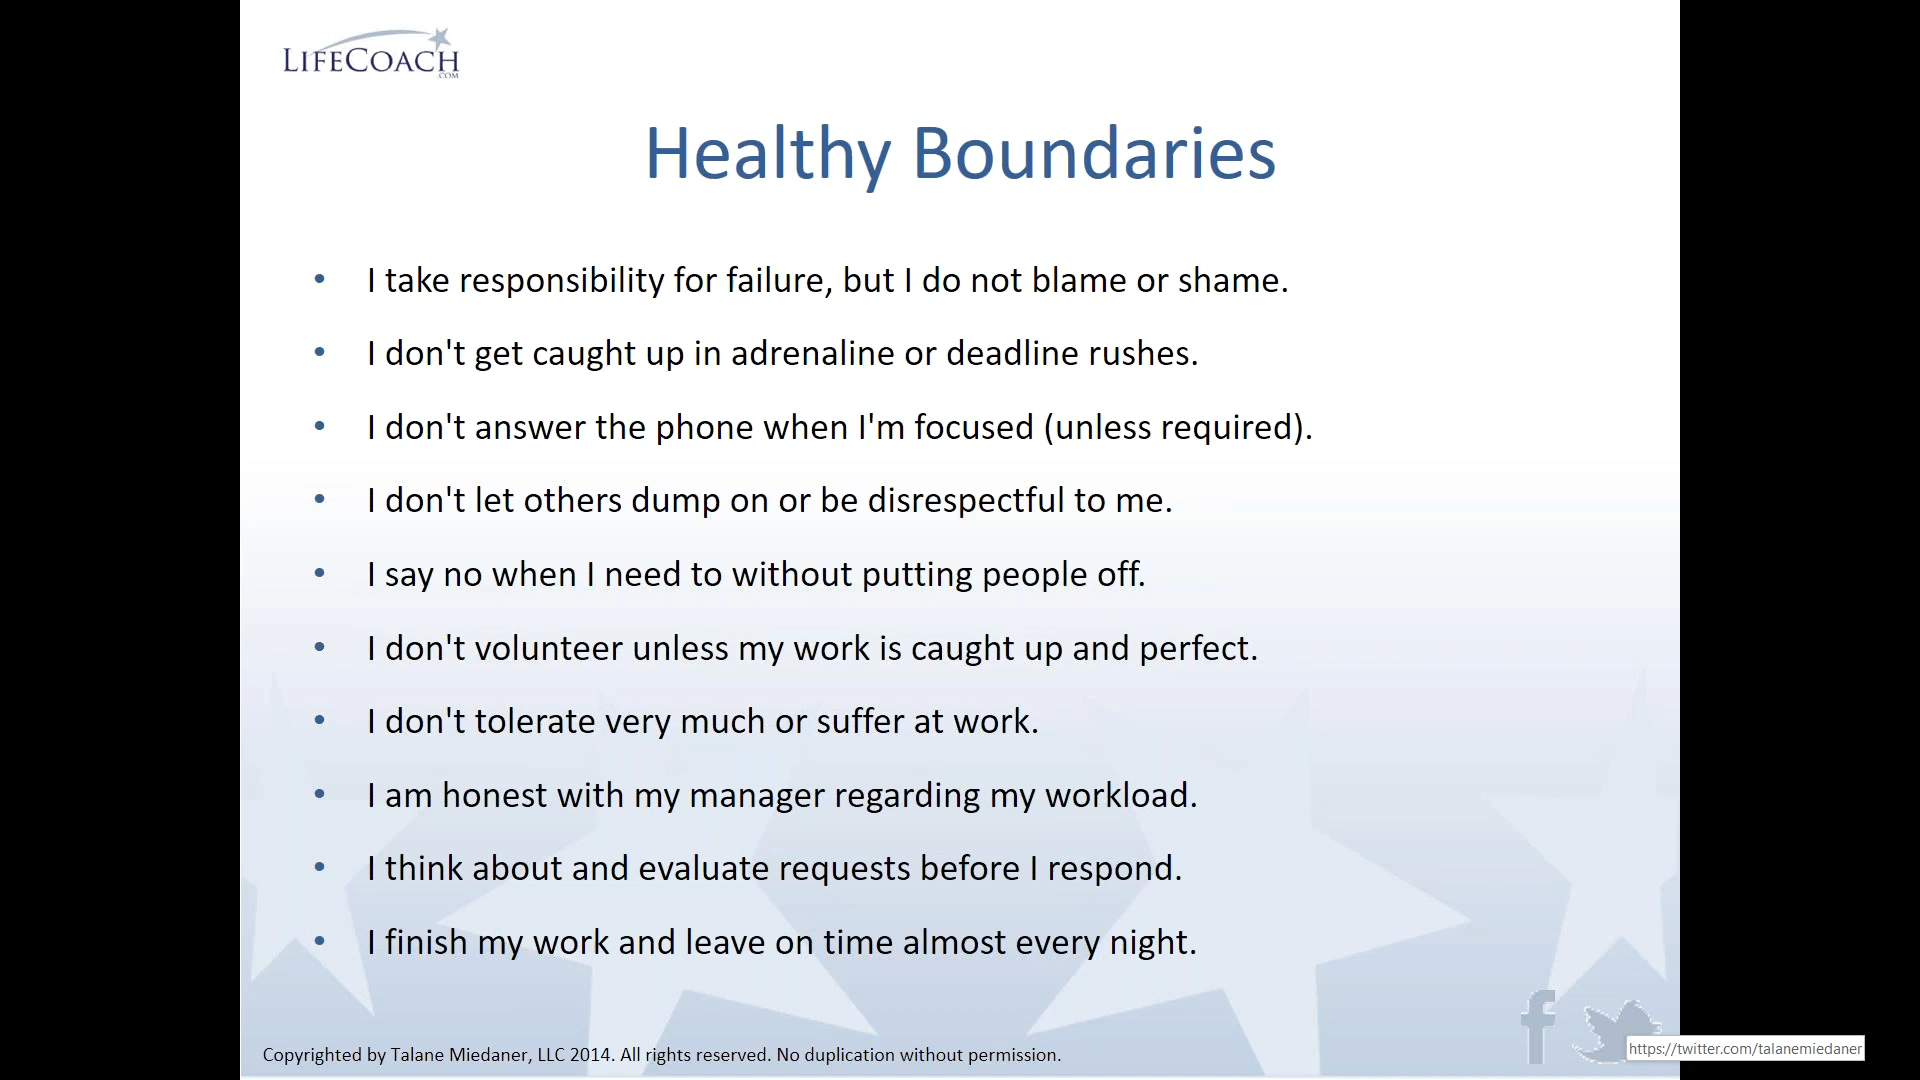 LIFECOACH
.COM
Healthy Boundaries
• I take responsibility for failure, but I do not blame or shame.
• I don't get caught up in adrenaline or deadline rushes.
• I don't answer the phone when I'm focused (unless required).
• I don't let others dump on or be disrespectful to me.
• I say no when I need to without putting people off.
• I don't volunteer unless my work is caught up and perfect.
• I don't tolerate very much or suffer at work.
• I am honest with my manager regarding my workload.
• I think about and evaluate requests before I respond.
• I finish my work and leave on time almost every night.
Copyrighted by Talane Miedaner, LLC 2014. All rights reserved. No duplication without permission.
https://twitter.com/talanemiedaner